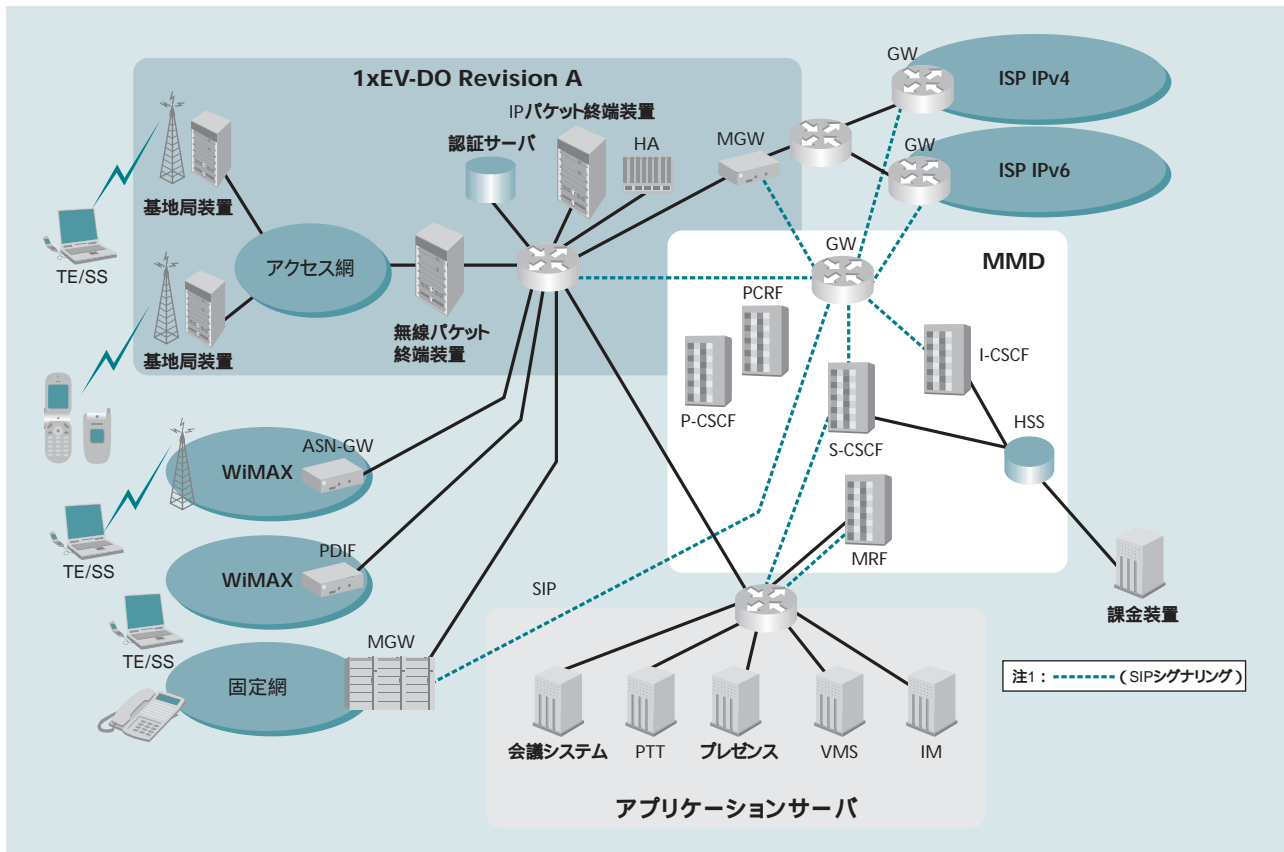 1xEV-DO Revision A
GW
ISP IPv4
IPパケット終端装置
認証サーバ
HA
MGW
GW
ISP IPv6
基地局装置
TE/SS
アクセス網
無線パケット
終端装置
基地局装置
GW
MMD
PCRF
P-CSCF
I-CSCF
S-CSCF
HSS
MRF
課金装置
ASN-GW
WiMAX
TE/SS
PDIF
WiMAX
TE/SS
SIP
MGW
固定網
注1：（SIPシグナリング）
会議システム
PTT
プレゼンス
VMS
IM
アプリケーションサーバ